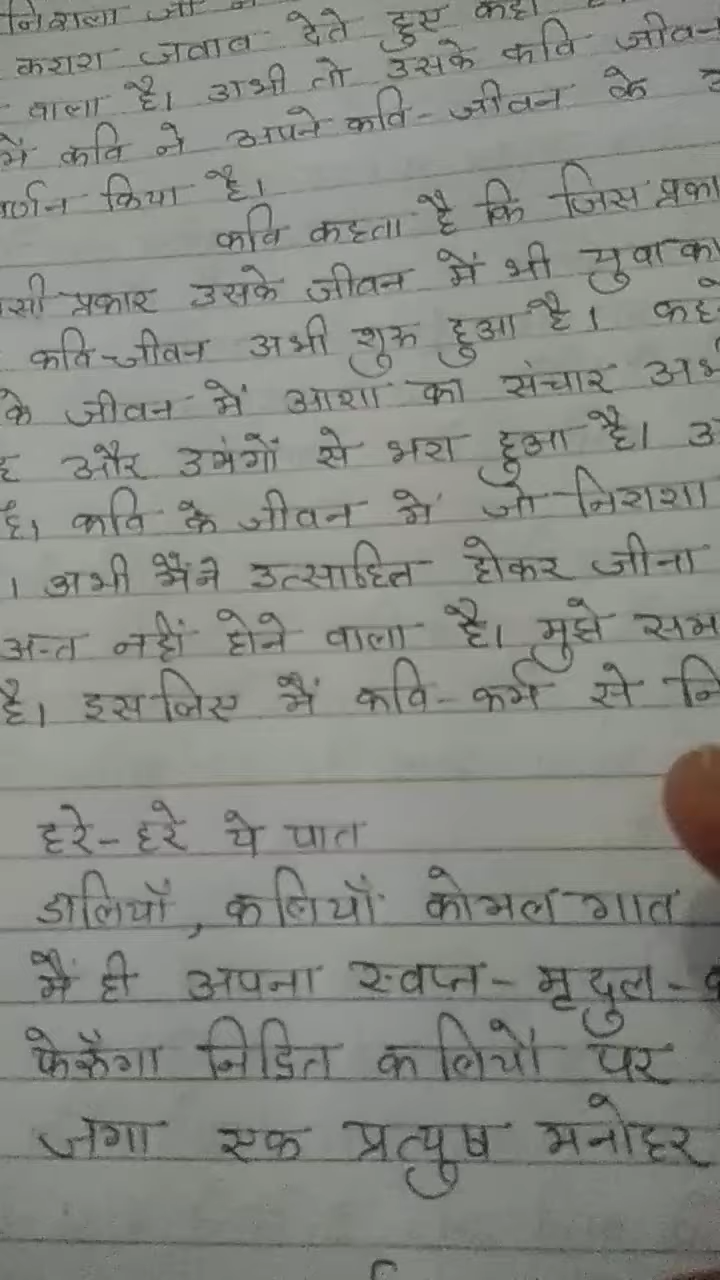 निराला जी
करारा जवाब देते हुए कहा
वाला है। अभी तो उसके कवि जीवन
में कवि ने अपने कवि-जीवन के
वर्णन किया है।
कवि कहता है कि जिस प्रका
सी प्रकार उसके जीवन में भी युवा का
कवि-जीवन अभी शुरू हुआ है। कह
के जीवन में आशा का संचार अभी
ह और उमंगों से भरा हुआ है। उ
है। कवि के जीवन में जो निराशा
। अभी मैंने उत्साहित होकर जीना
अन्त नहीं होने वाला है। मुझे सम
है। इसलिए मैं कवि-कर्म से नि
हरे-हरे ये पात
डालियाँ, कलियाँ कोमल गात
मैं ही अपना स्वप्न-मृदुल-
फेरूँगा निद्रित कलियों पर
जगा एक प्रत्युष मनोहर